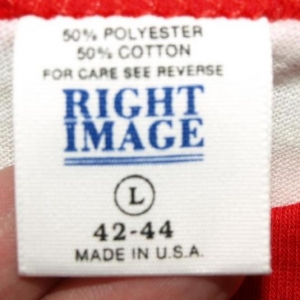 50% POLYESTER
50% COTTON
FOR CARE SEE REVERSE
RIGHT
IMAGE
L
42-44
MADE IN U.S.A.